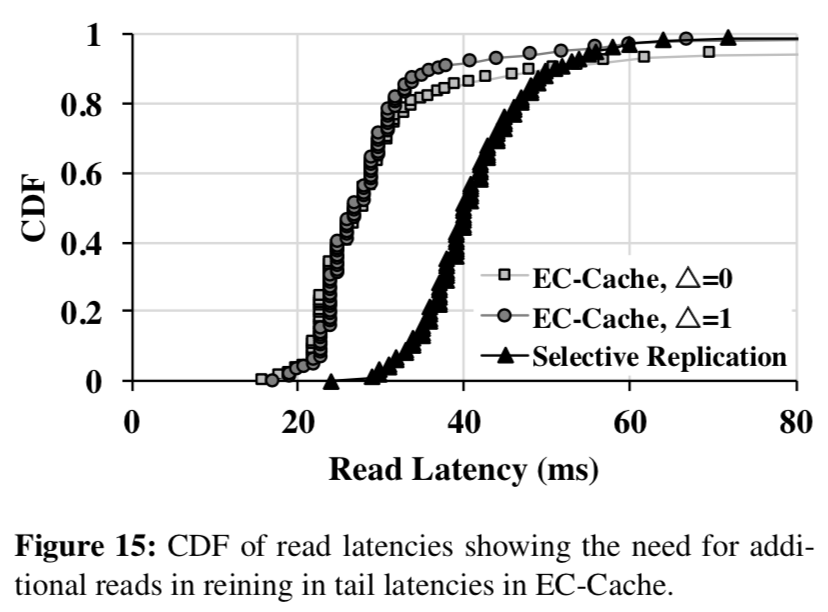 1
0.8
0.6
0.4
0.2
0
CDF
EC-Cache, △=0
EC-Cache, △=1
Selective Replication
0 20 40 60 80
Read Latency (ms)
Figure 15: CDF of read latencies showing the need for addi-
tional reads in reining in tail latencies in EC-Cache.